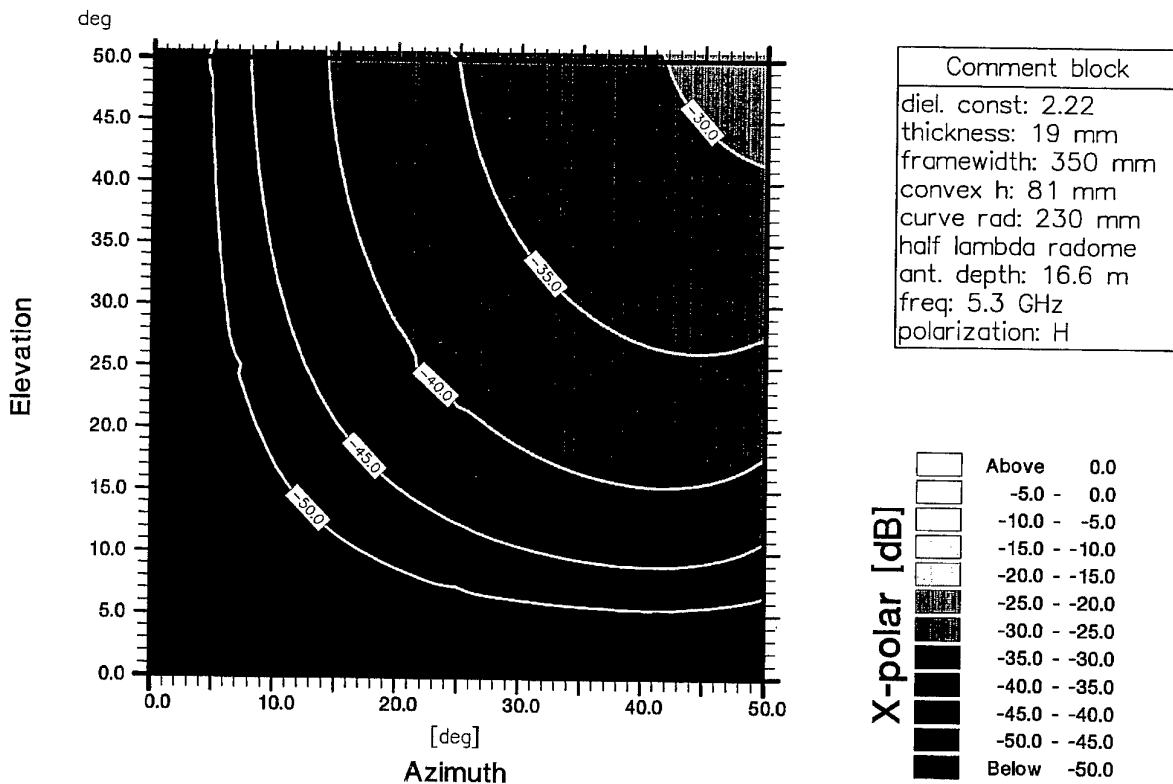 deg
50.0
45.0
40.0
35.0
30.0
25.0
20.0
15.0
10.0
5.0
0.0
Elevation
-30.0
-35.0
-40.0
-45.0
-50.0
0.0 10.0 20.0 30.0 40.0 50.0
[deg]
Azimuth
Comment block
diel. const: 2.22
thickness: 19 mm
framewidth: 350 mm
convex h: 81 mm
curve rad: 230 mm
half lambda radome
ant. depth: 16.6 m
freq: 5.3 GHz
polarization: H
X-polar [dB]
Above 0.0
-5.0 - 0.0
-10.0 - -5.0
-15.0 - -10.0
-20.0 - -15.0
-25.0 - -20.0
-30.0 - -25.0
-35.0 - -30.0
-40.0 - -35.0
-45.0 - -40.0
-50.0 - -45.0
Below -50.0